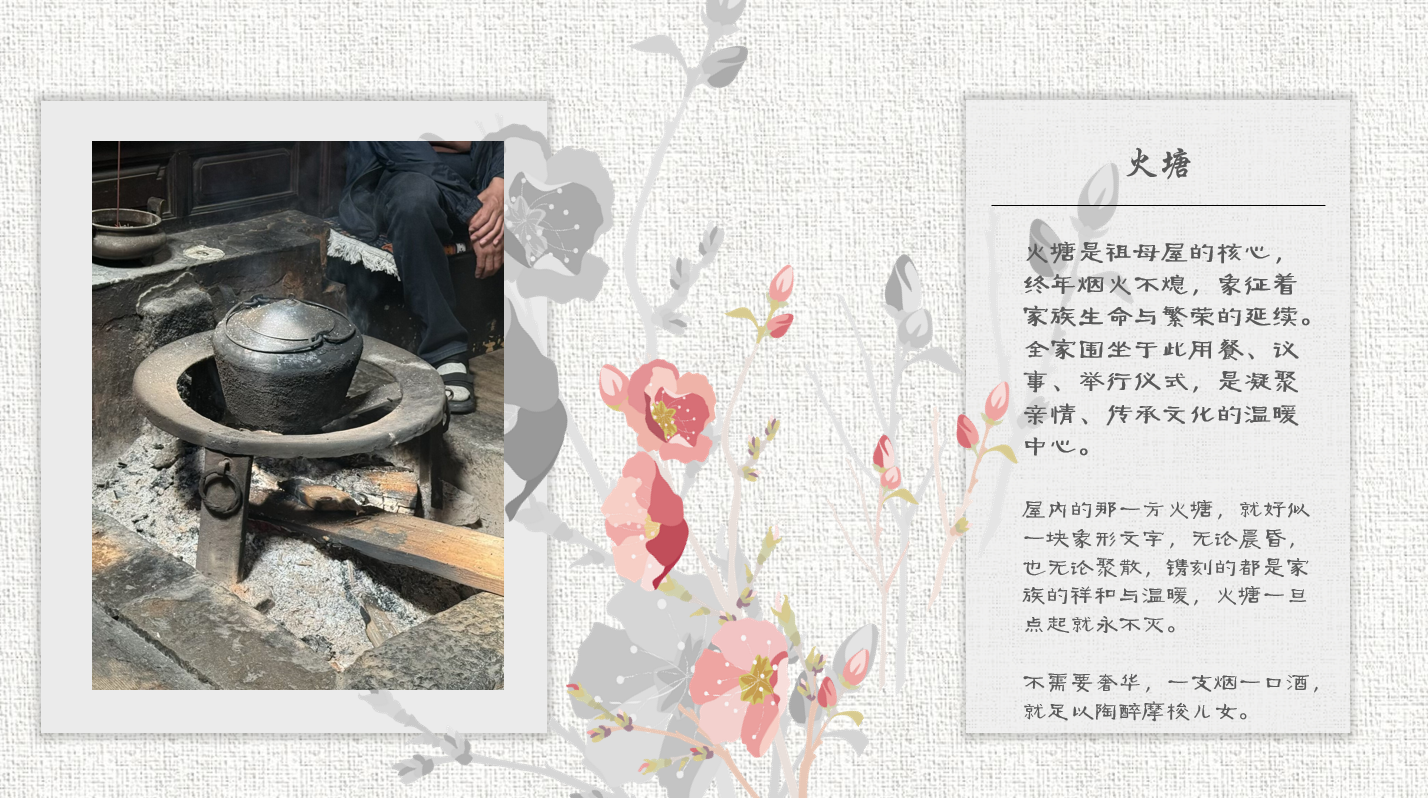 火塘
火塘是祖母屋的核心，
终年烟火不熄，象征着
家族生命与繁荣的延续。
全家围坐于此用餐、议
事、举行仪式，是凝聚
亲情、传承文化的温暖
中心。
屋内的那一方火塘，就好似
一块象形文字，无论晨昏，
也无论聚散，镌刻的都是家
族的祥和与温暖，火塘一旦
点起就永不灭。
不需要奢华，一支烟一口酒，
就足以陶醉摩梭儿女。